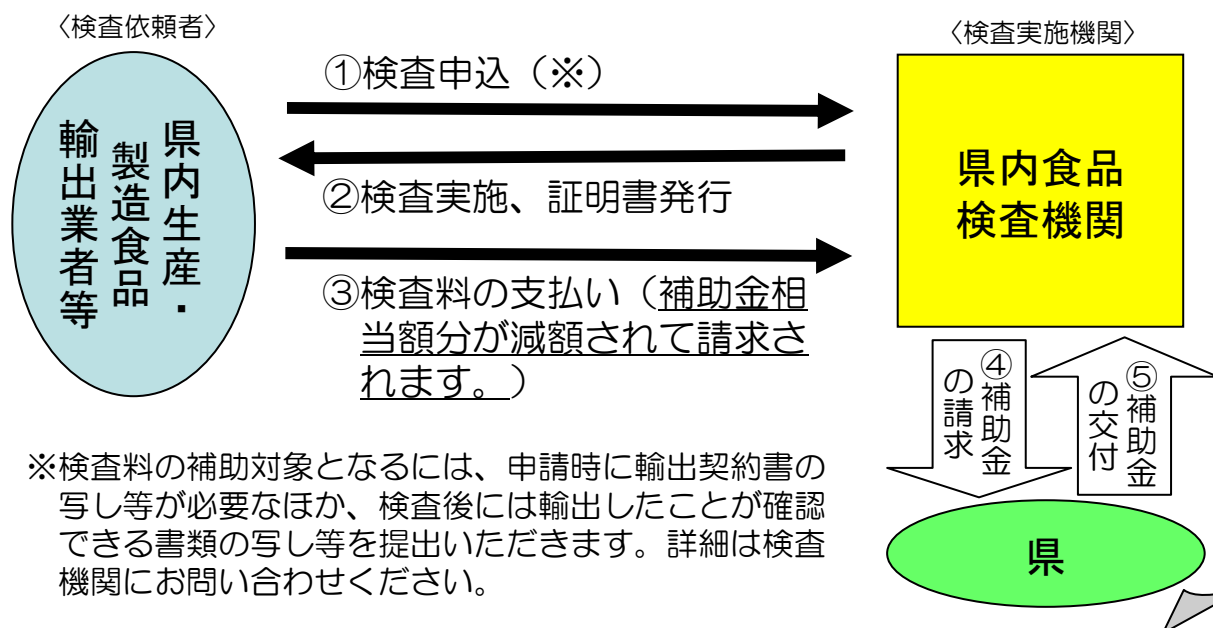 〈検査依頼者〉
県内生産・
製造食品
輸出業者等
①検査申込（※）
②検査実施、証明書発行
③検査料の支払い（補助金相
当額分が減額されて請求さ
れます。）
〈検査実施機関〉
県内食品
検査機関
④補助金
の請求
⑤補助金
の交付
県
※検査料の補助対象となるには、申請時に輸出契約書の
写し等が必要なほか、検査後には輸出したことが確認
できる書類の写し等を提出いただきます。詳細は検査
機関にお問い合わせください。